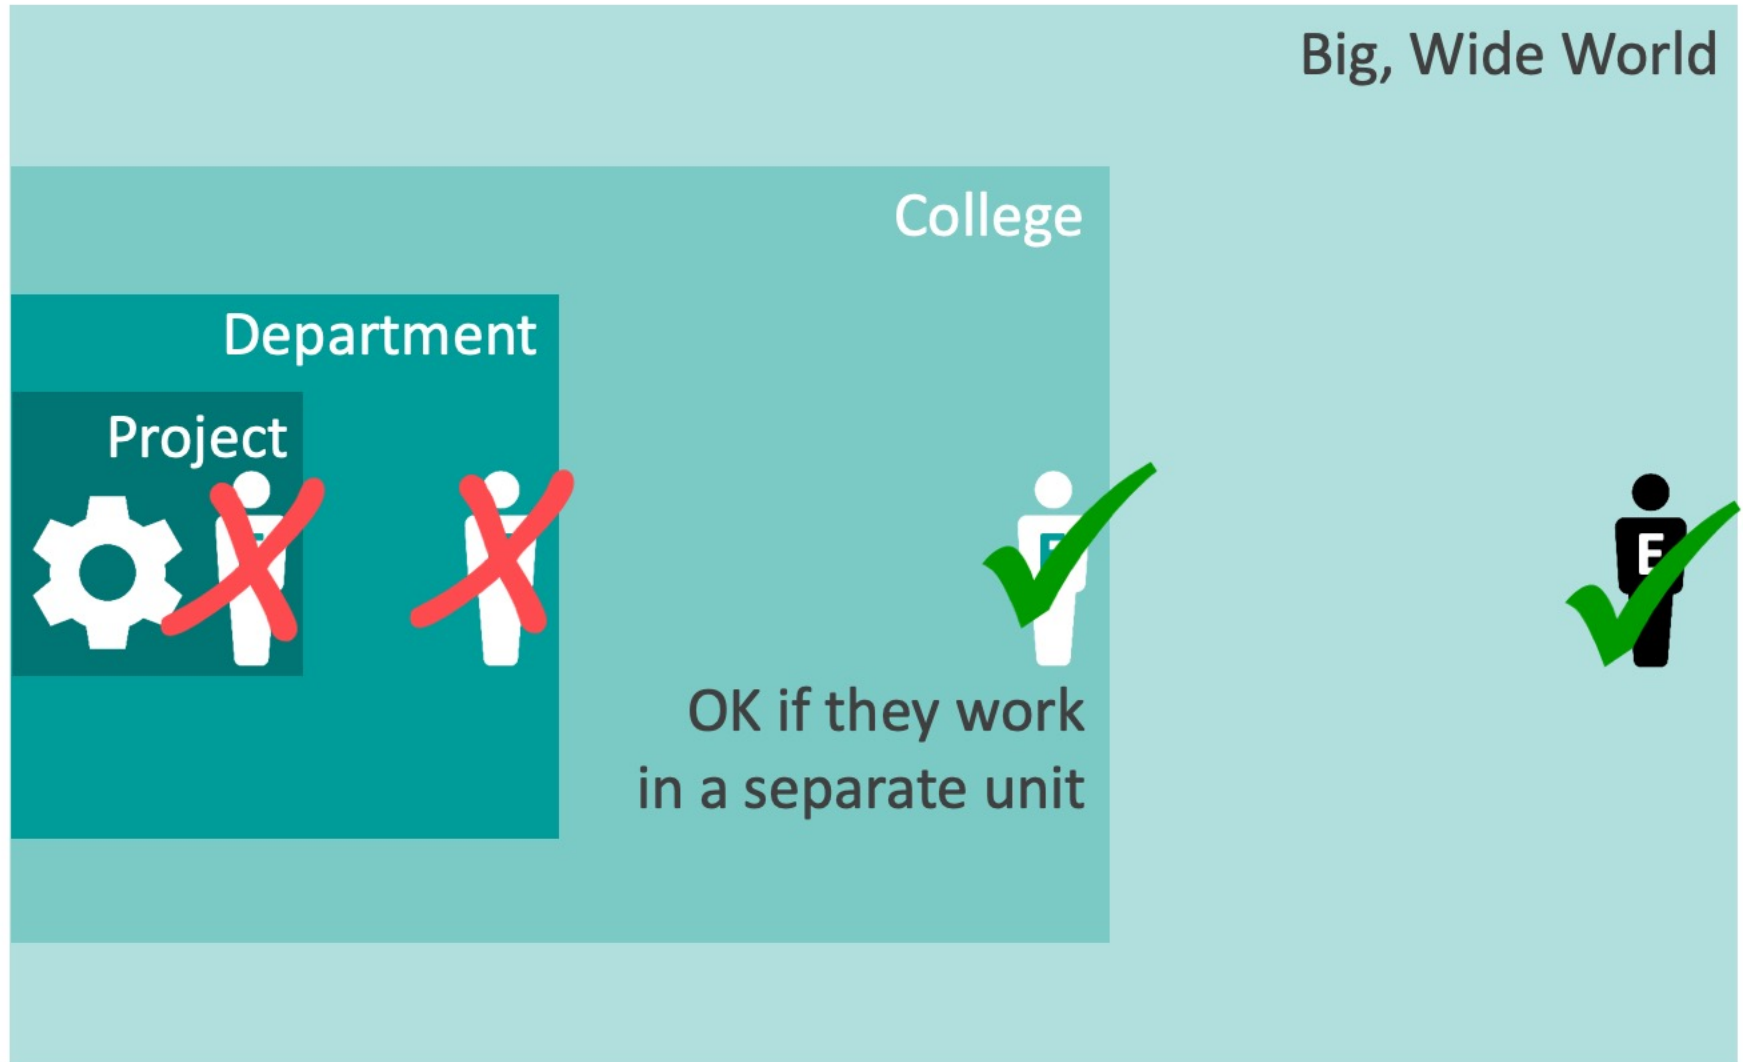 Big, Wide World
College
Department
Project
E
E
OK if they work
in a separate unit